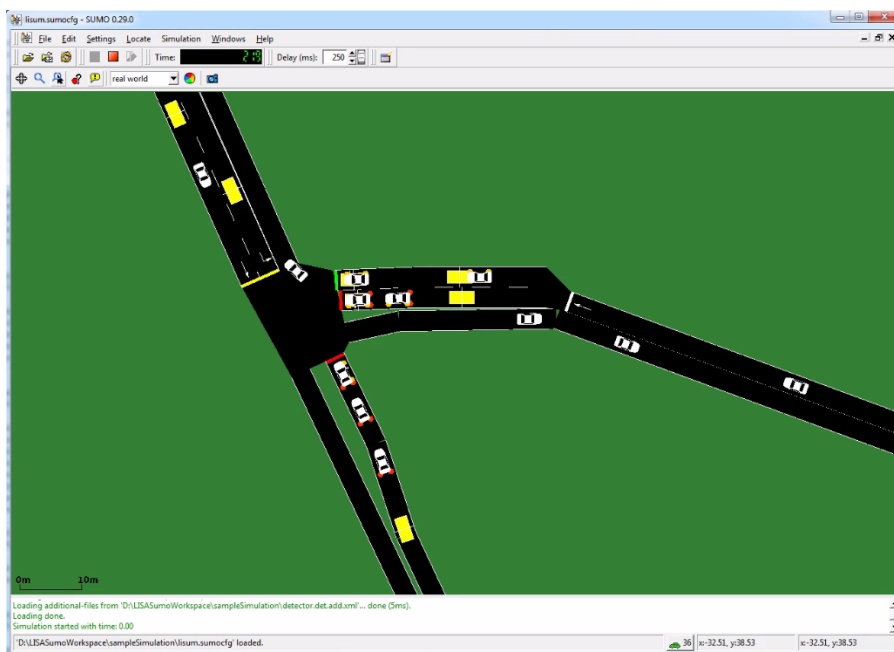 lisum.sumocfg - SUMO 0.29.0
File Edit Settings Locate Simulation Windows Help
Time: 219 Delay (ms): 250
real world
0m 10m
Loading additional-files from 'D:\LISASumoWorkspace\sampleSimulation\detector.det.add.xml'... done (5ms).
Loading done.
Simulation started with time: 0.00
'D:\LISASumoWorkspace\sampleSimulation\lisum.sumocfg' loaded. 36 x:-32.51, y:38.53 x:-32.51, y:38.53